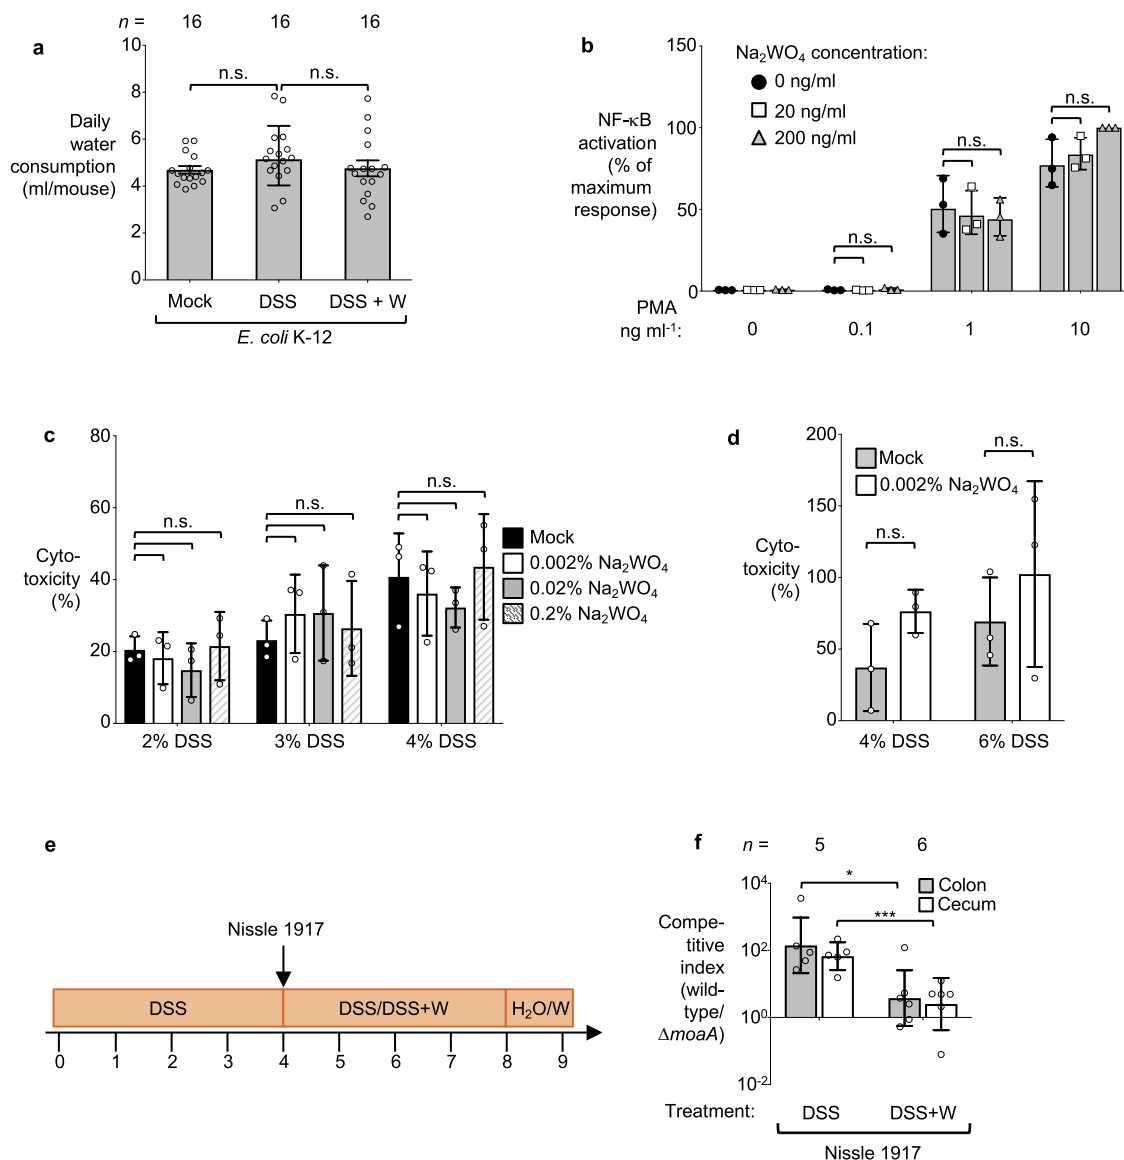 a
n = 16 16 16
10
8
6
4
2
0
Daily
water
consumption
(ml/mouse)
n.s. n.s.
Mock DSS DSS + W
E. coli K-12
b
150
100
50
0
NF-κB
activation
(% of
maximum
response)
Na₂WO₄ concentration:
0 ng/ml
20 ng/ml
200 ng/ml
n.s.
n.s.
n.s.
PMA
ng ml⁻¹: 0 0.1 1 10
c
80
60
40
20
0
Cyto-
toxicity
(%)
n.s. n.s. n.s.
Mock
0.002% Na₂WO₄
0.02% Na₂WO₄
0.2% Na₂WO₄
2% DSS 3% DSS 4% DSS
d
200
150
100
50
0
Cyto-
toxicity
(%)
Mock
0.002% Na₂WO₄
n.s.
n.s.
4% DSS 6% DSS
e
Nissle 1917
DSS DSS/DSS+W H₂O/W
0 1 2 3 4 5 6 7 8 9
f
n = 5 6
10⁴
10²
10⁰
10⁻²
Compe-
titive
index
(wild-
type/
ΔmoaA)
*
***
Colon
Cecum
Treatment: DSS DSS+W
Nissle 1917